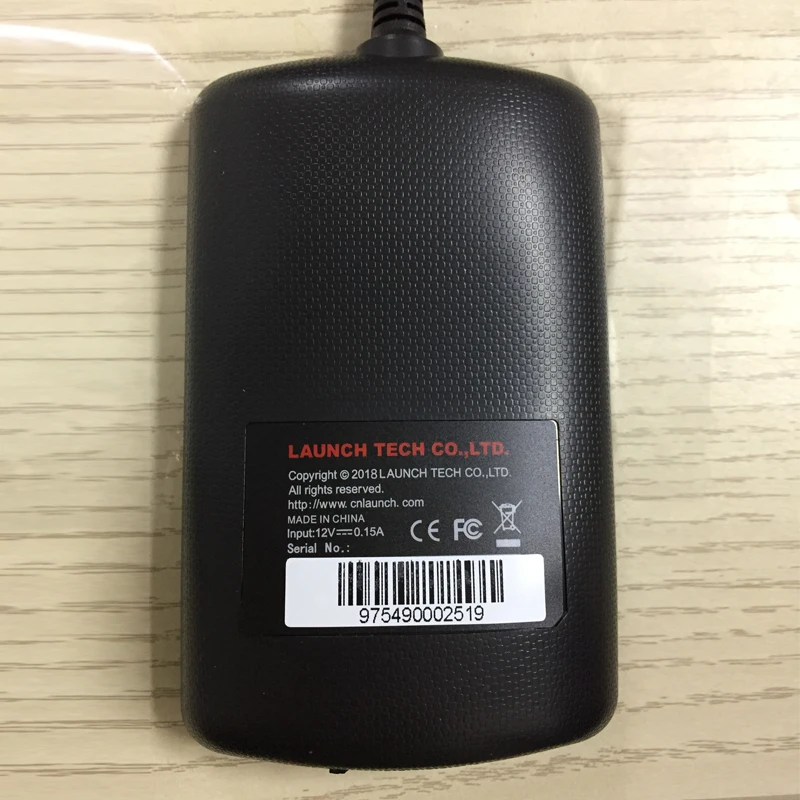 LAUNCH TECH CO.,LTD.
Copyright © 2018 LAUNCH TECH CO.,LTD.
All rights reserved.
http://www. cnlaunch. com
MADE IN CHINA
Input:12V⎓0.15A
CE FC
Serial No.:
975490002519